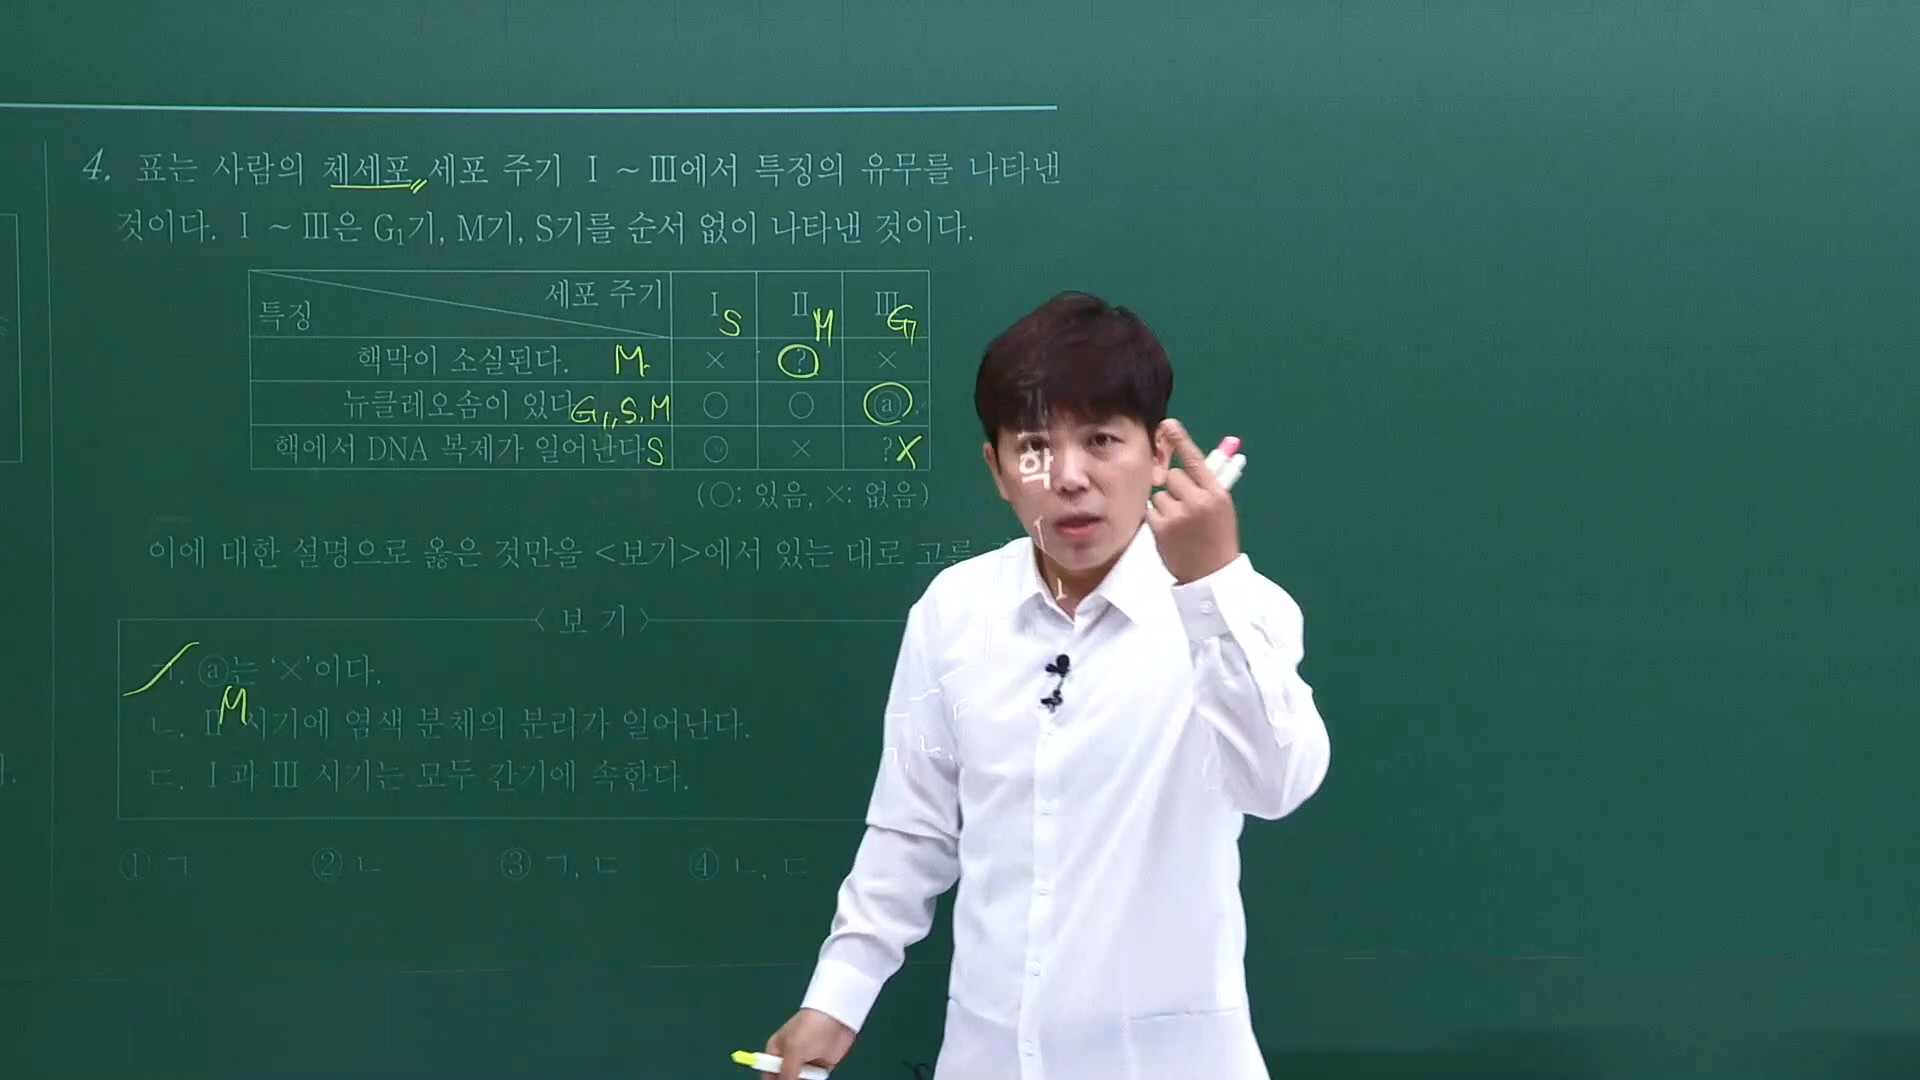 4. 표는 사람의 체세포 세포 주기 Ⅰ ~ Ⅲ에서 특징의 유무를 나타낸
것이다. Ⅰ ~ Ⅲ은 G₁기, M기, S기를 순서 없이 나타낸 것이다.
세포 주기 Ⅰ Ⅱ Ⅲ
특징 S M G₁
핵막이 소실된다. M × ? ×
뉴클레오솜이 있다. G₁, S, M ○ ○ ⓐ
핵에서 DNA 복제가 일어난다 S ○ × ? X
(○: 있음, ×: 없음)
이에 대한 설명으로 옳은 것만을 <보기>에서 있는 대로 고른
<보 기>
ㄱ. ⓐ는 ‘×’이다.
M
ㄴ. Ⅱ 시기에 염색 분체의 분리가 일어난다.
ㄷ. Ⅰ과 Ⅲ 시기는 모두 간기에 속한다.
① ㄱ ② ㄴ ③ ㄱ, ㄷ ④ ㄴ, ㄷ
학